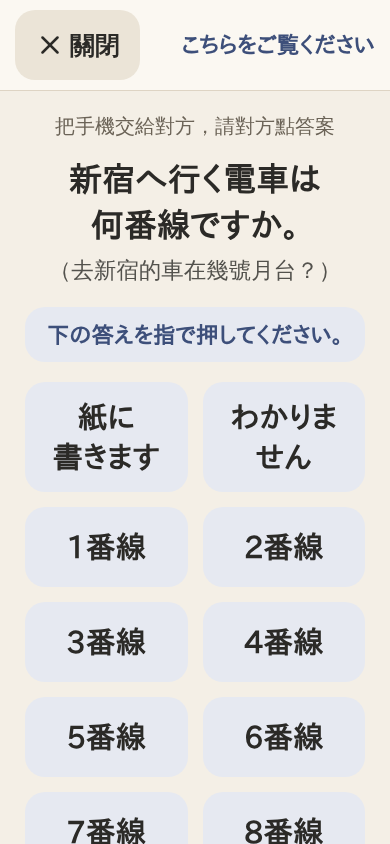 × 關閉
こちらをご覧ください
把手機交給對方，請對方點答案
新宿へ行く電車は
何番線ですか。
（去新宿的車在幾號月台？）
下の答えを指で押してください。
紙に
書きます
わかりま
せん
1番線
2番線
3番線
4番線
5番線
6番線
7番線
8番線